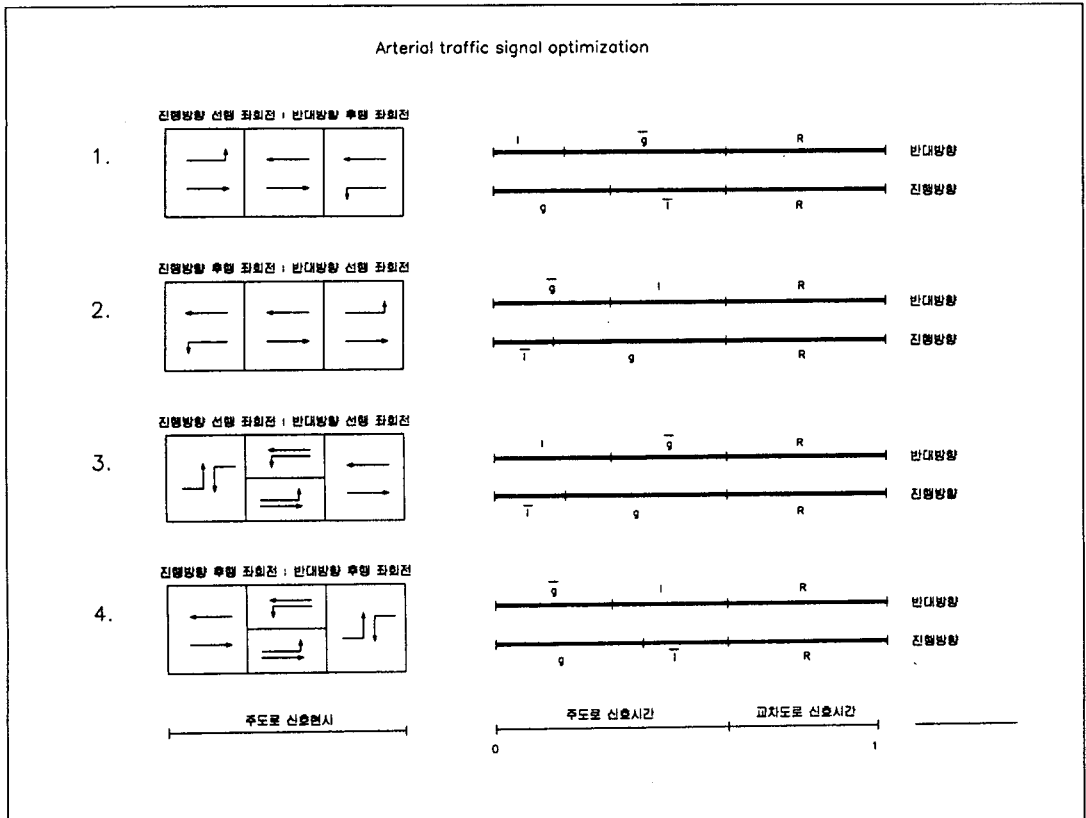 Arterial traffic signal optimization
진행방향 선행 좌회전 : 반대방향 후행 좌회전
1.
l g̅ R 반대방향
g l̅ R 진행방향
진행방향 후행 좌회전 : 반대방향 선행 좌회전
2.
g̅ l R 반대방향
l̅ g R 진행방향
진행방향 선행 좌회전 : 반대방향 선행 좌회전
3.
l g̅ R 반대방향
l̅ g R 진행방향
진행방향 후행 좌회전 : 반대방향 후행 좌회전
4.
g̅ l R 반대방향
g l̅ R 진행방향
주도로 신호현시 주도로 신호시간 교차도로 신호시간
0 1